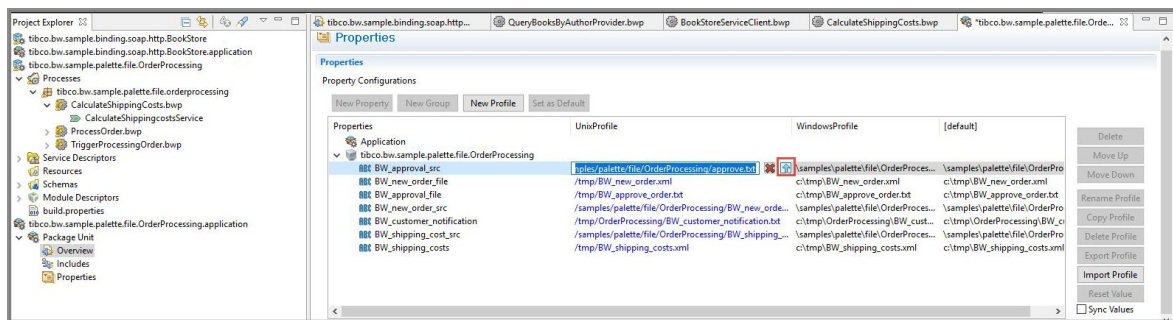 Project Explorer
tibco.bw.sample.binding.soap.http...
QueryBooksByAuthorProvider.bwp
BookStoreServiceClient.bwp
CalculateShippingCosts.bwp
*tibco.bw.sample.palette.file.Orde...
tibco.bw.sample.binding.soap.http.BookStore
tibco.bw.sample.binding.soap.http.BookStore.application
tibco.bw.sample.palette.file.OrderProcessing
Processes
tibco.bw.sample.palette.file.orderprocessing
CalculateShippingCosts.bwp
CalculateShippingcostsService
ProcessOrder.bwp
TriggerProcessingOrder.bwp
Service Descriptors
Resources
Schemas
Module Descriptors
build.properties
tibco.bw.sample.palette.file.OrderProcessing.application
Package Unit
Overview
Includes
Properties
Properties
Properties
Property Configurations
New Property New Group New Profile Set as Default
Properties UnixProfile WindowsProfile [default]
Application
tibco.bw.sample.palette.file.OrderProcessing
ABC BW_approval_src nples/palette/file/OrderProcessing/approve.txt \samples\palette\file\OrderProces... \samples\palette\file\OrderPro
ABC BW_new_order_file /tmp/BW_new_order.xml c:\tmp\BW_new_order.xml c:\tmp\BW_new_order.xml
ABC BW_approval_file /tmp/BW_approve_order.txt c:\tmp\BW_approve_order.txt c:\tmp\BW_approve_order.txt
ABC BW_new_order_src /samples/palette/file/OrderProcessing/BW_new_orde... \samples\palette\file\OrderProces... \samples\palette\file\OrderPro
ABC BW_customer_notification /tmp/OrderProcessing/BW_customer_notification.txt c:\tmp\OrderProcessing\BW_cust... c:\tmp\OrderProcessing\BW_c
ABC BW_shipping_cost_src /samples/palette/file/OrderProcessing/BW_shipping_... \samples\palette\file\OrderProces... \samples\palette\file\OrderPro
ABC BW_shipping_costs /tmp/BW_shipping_costs.xml c:\tmp\BW_shipping_costs.xml c:\tmp\BW_shipping_costs.xml
Delete
Move Up
Move Down
Rename Profile
Copy Profile
Delete Profile
Export Profile
Import Profile
Reset Value
Sync Values